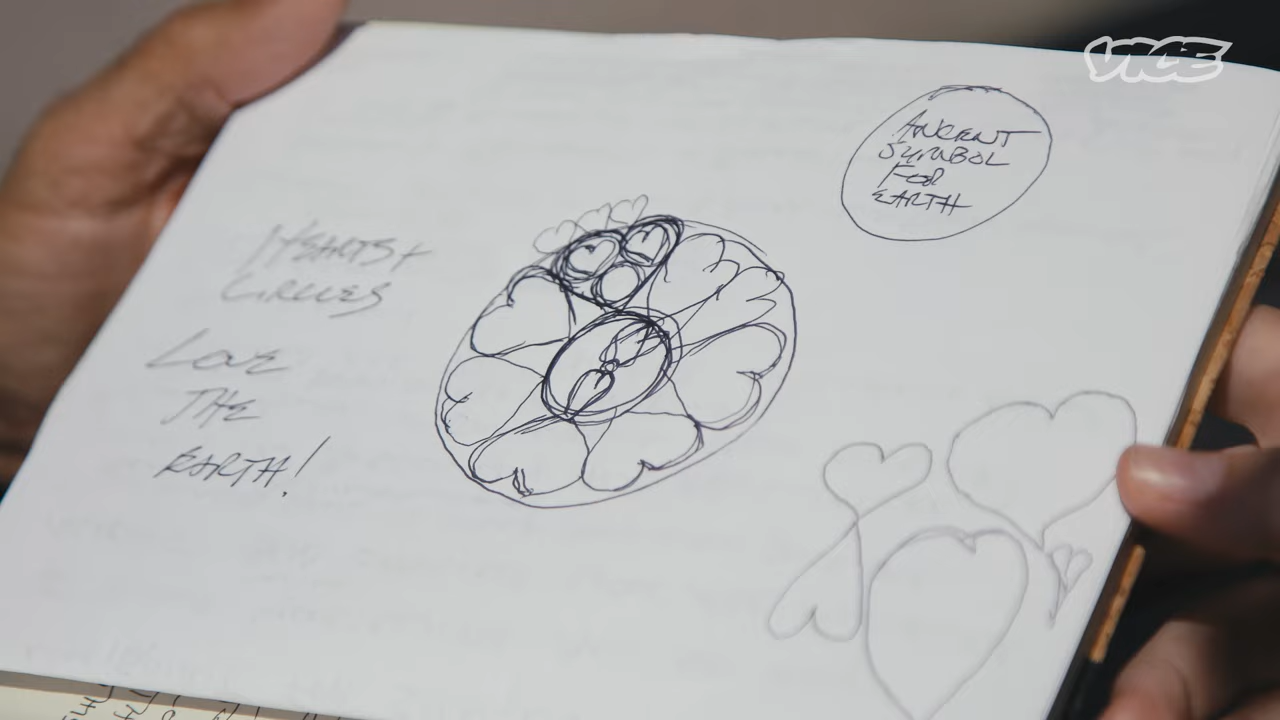 VICE
ANCIENT
SYMBOL
FOR
EARTH
HEARTS +
CIRCLES
LOVE
THE
EARTH!